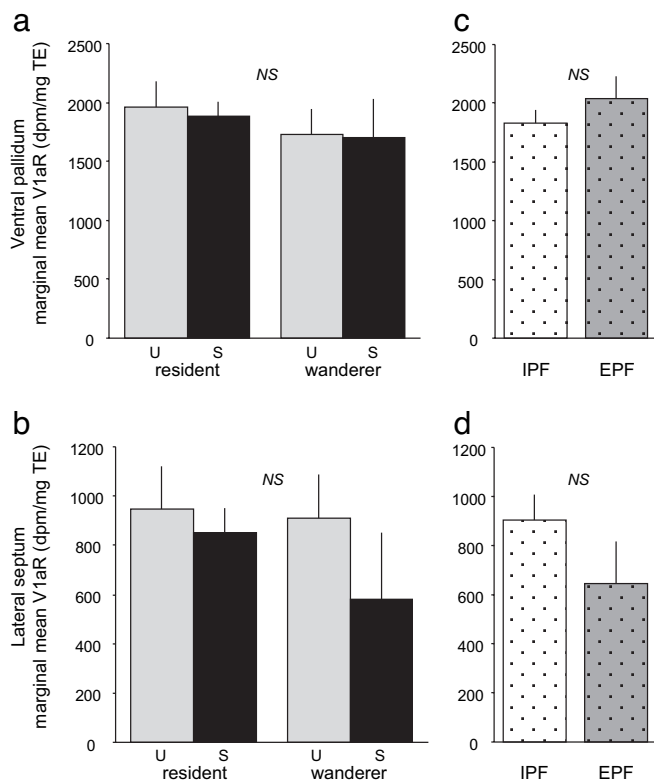 a
Ventral pallidum
marginal mean V1aR (dpm/mg TE)
2500
2000
1500
1000
500
0
NS
U S U S
resident wanderer
c
2500
2000
1500
1000
500
0
NS
IPF EPF
b
Lateral septum
marginal mean V1aR (dpm/mg TE)
1200
1000
800
600
400
200
0
NS
U S U S
resident wanderer
d
1200
1000
800
600
400
200
0
NS
IPF EPF